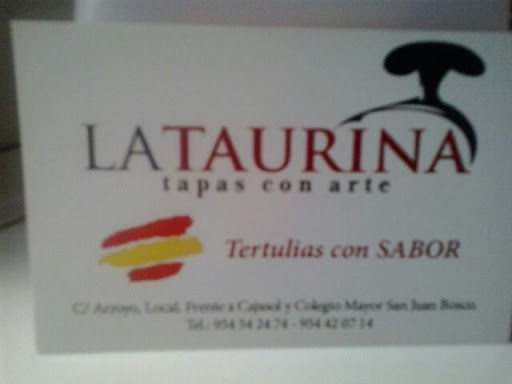 LATAURINA
tapas con arte
Tertulias con SABOR
C/ Arroyo, Local. Frente a Cajasol y Colegio Mayor San Juan Bosco
Tel.: 954 54 24 74 - 954 42 07 14